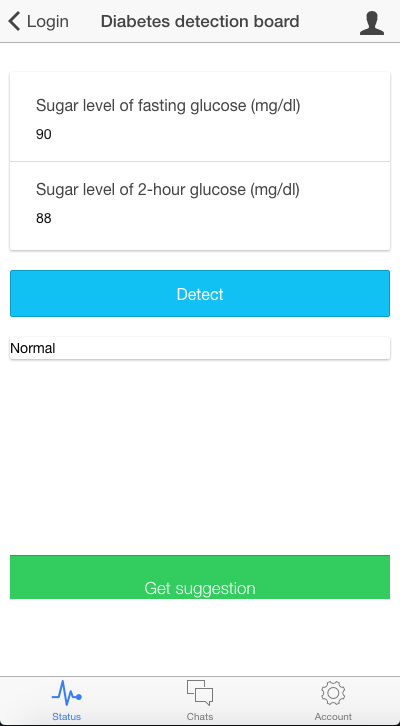 Login Diabetes detection board
Sugar level of fasting glucose (mg/dl)
90
Sugar level of 2-hour glucose (mg/dl)
88
Detect
Normal
Get suggestion
Status Chats Account